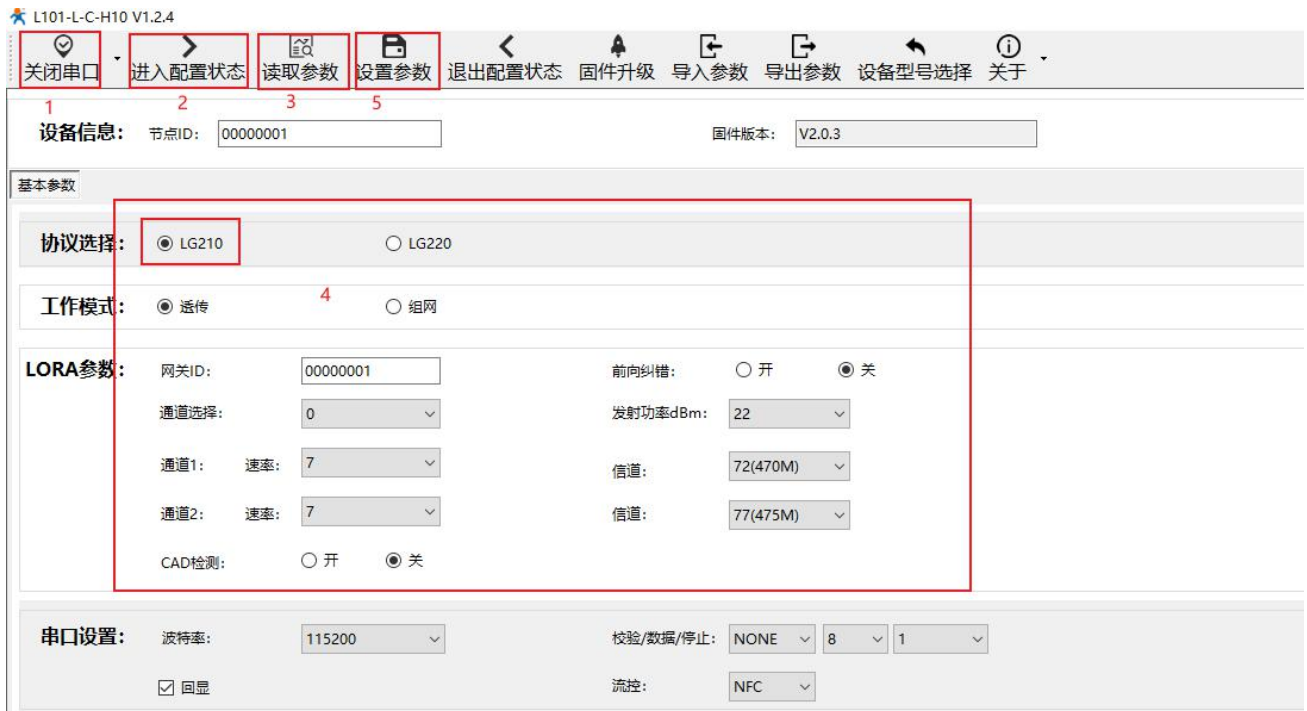 L101-L-C-H10 V1.2.4
关闭串口 进入配置状态 读取参数 设置参数 退出配置状态 固件升级 导入参数 导出参数 设备型号选择 关于
1 2 3 5
设备信息: 节点ID: 00000001 固件版本: V2.0.3
基本参数
协议选择: LG210 LG220
工作模式: 透传 4 组网
LORA参数: 网关ID: 00000001 前向纠错: 开 关
通道选择: 0 发射功率dBm: 22
通道1: 速率: 7 信道: 72(470M)
通道2: 速率: 7 信道: 77(475M)
CAD检测: 开 关
串口设置: 波特率: 115200 校验/数据/停止: NONE 8 1
回显 流控: NFC